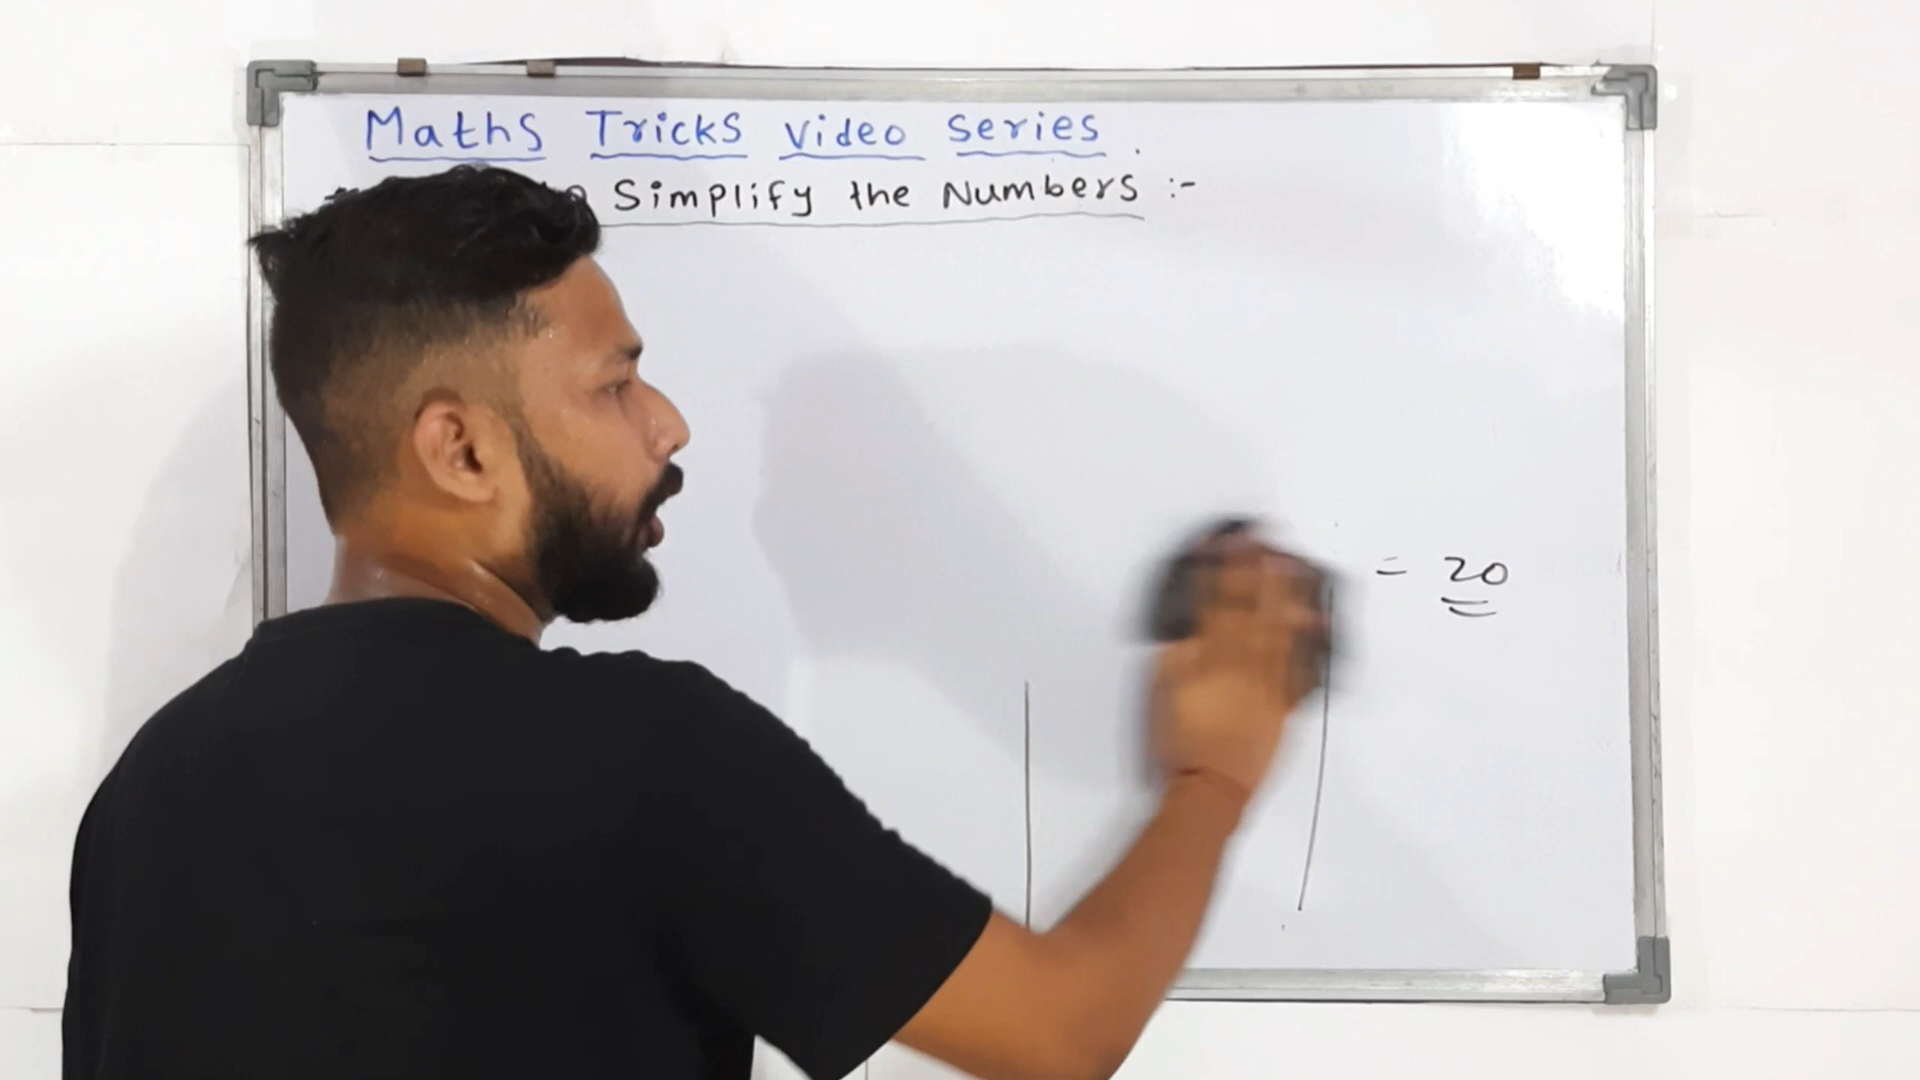 Maths Tricks Video Series.
Simplify the Numbers :-
= 20